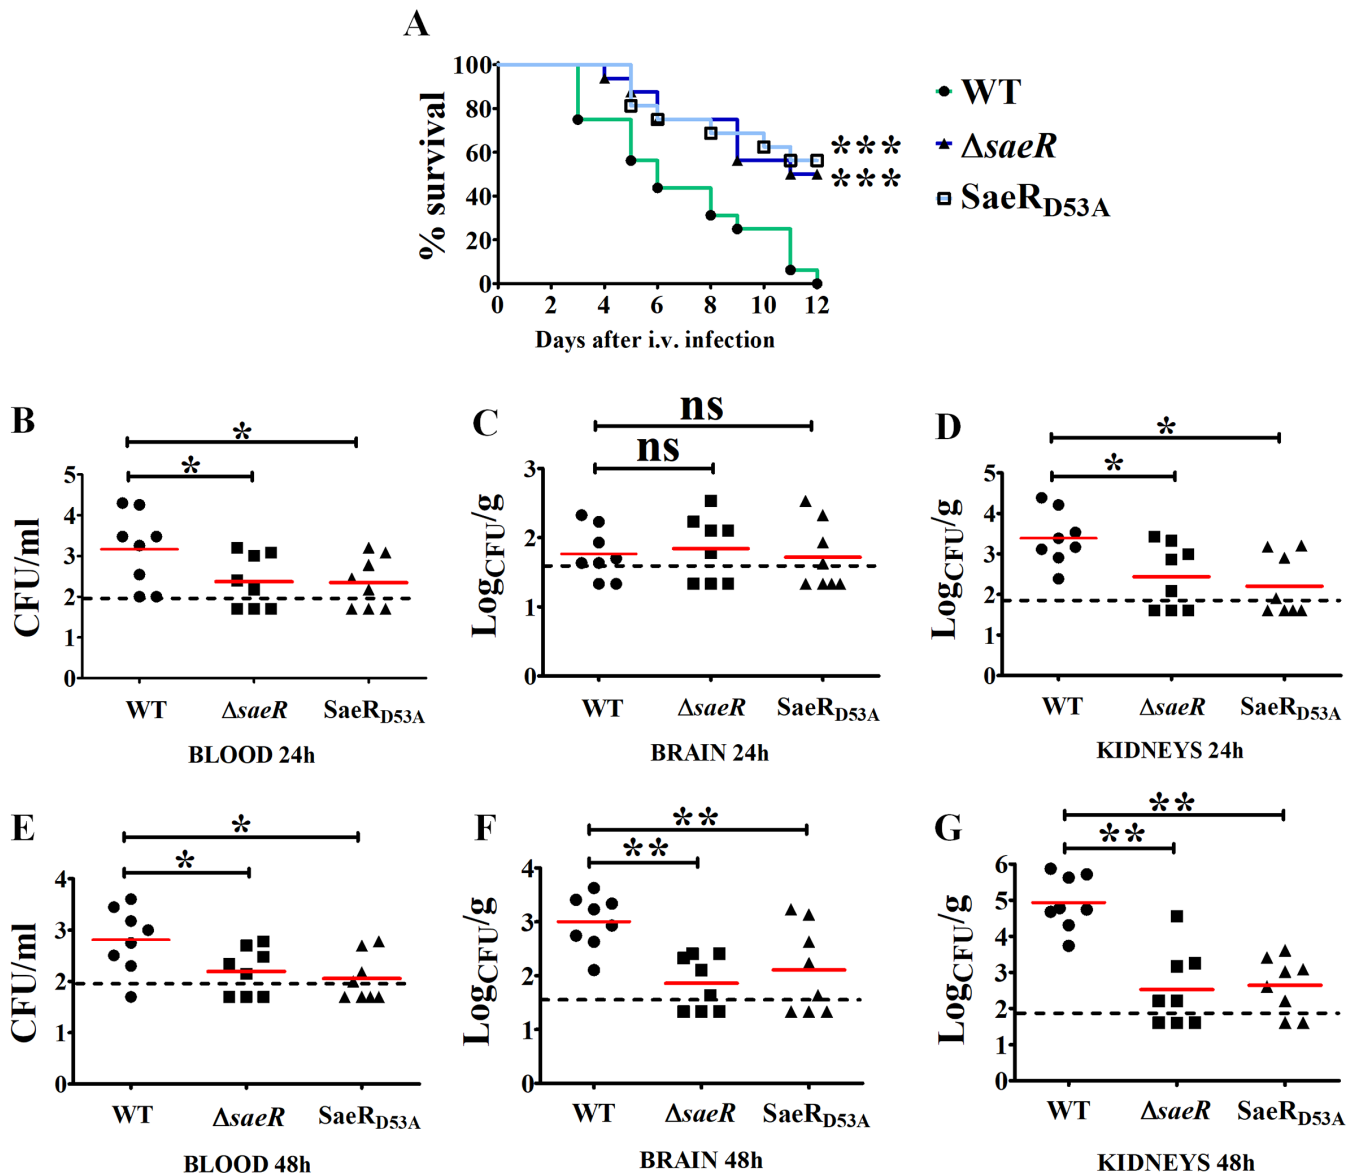 A
% survival
100
80
60
40
20
0
0 2 4 6 8 10 12
Days after i.v. infection
***
***
WT
ΔsaeR
SaeRD53A
B
CFU/ml
5
4
3
2
1
0
*
*
WT ΔsaeR SaeRD53A
BLOOD 24h
C
LogCFU/g
3
2
1
0
ns
ns
WT ΔsaeR SaeRD53A
BRAIN 24h
D
LogCFU/g
5
4
3
2
1
0
*
*
WT ΔsaeR SaeRD53A
KIDNEYS 24h
E
CFU/ml
4
3
2
1
0
*
*
WT ΔsaeR SaeRD53A
BLOOD 48h
F
LogCFU/g
4
3
2
1
0
**
**
WT ΔsaeR SaeRD53A
BRAIN 48h
G
LogCFU/g
6
5
4
3
2
1
0
**
**
WT ΔsaeR SaeRD53A
KIDNEYS 48h